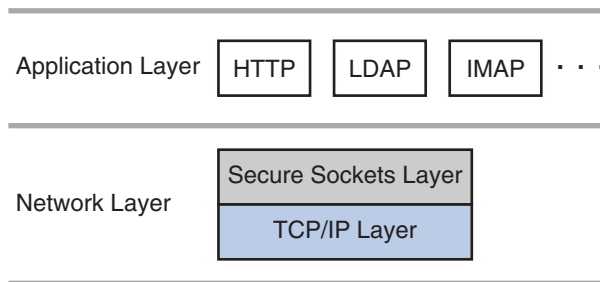 Application Layer HTTP LDAP IMAP . . .
Secure Sockets Layer
Network Layer
TCP/IP Layer